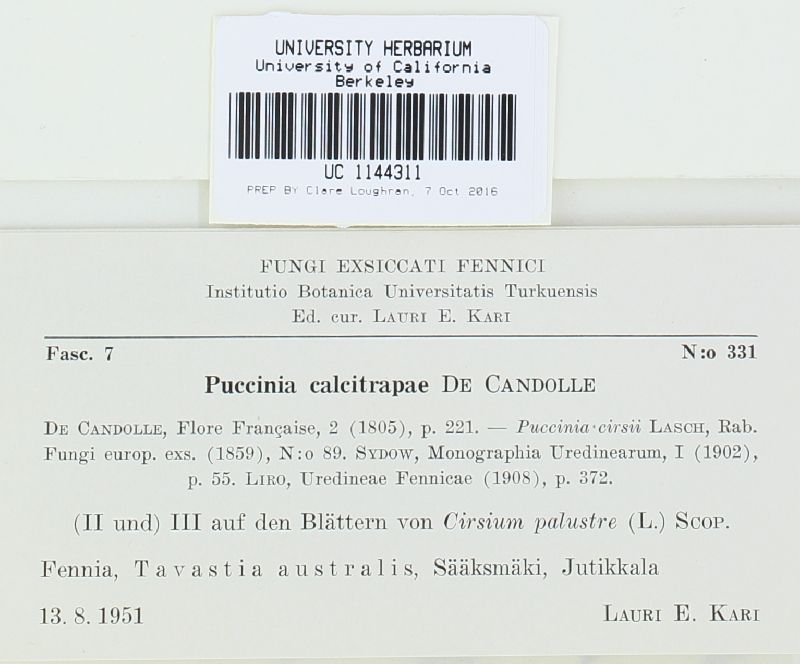 UNIVERSITY HERBARIUM
University of California
Berkeley
UC 1144311
PREP BY Clare Loughran, 7 Oct 2016
FUNGI EXSICCATI FENNICI
Institutio Botanica Universitatis Turkuensis
Ed. cur. LAURI E. KARI
Fasc. 7 N:o 331
Puccinia calcitrapae DE CANDOLLE
DE CANDOLLE, Flore Française, 2 (1805), p. 221. — Puccinia cirsii LASCH, Rab.
Fungi europ. exs. (1859), N:o 89. SYDOW, Monographia Uredinearum, I (1902),
p. 55. LIRO, Uredineae Fennicae (1908), p. 372.
(II und) III auf den Blättern von Cirsium palustre (L.) SCOP.
Fennia, Tavastia australis, Sääksmäki, Jutikkala
13. 8. 1951 LAURI E. KARI